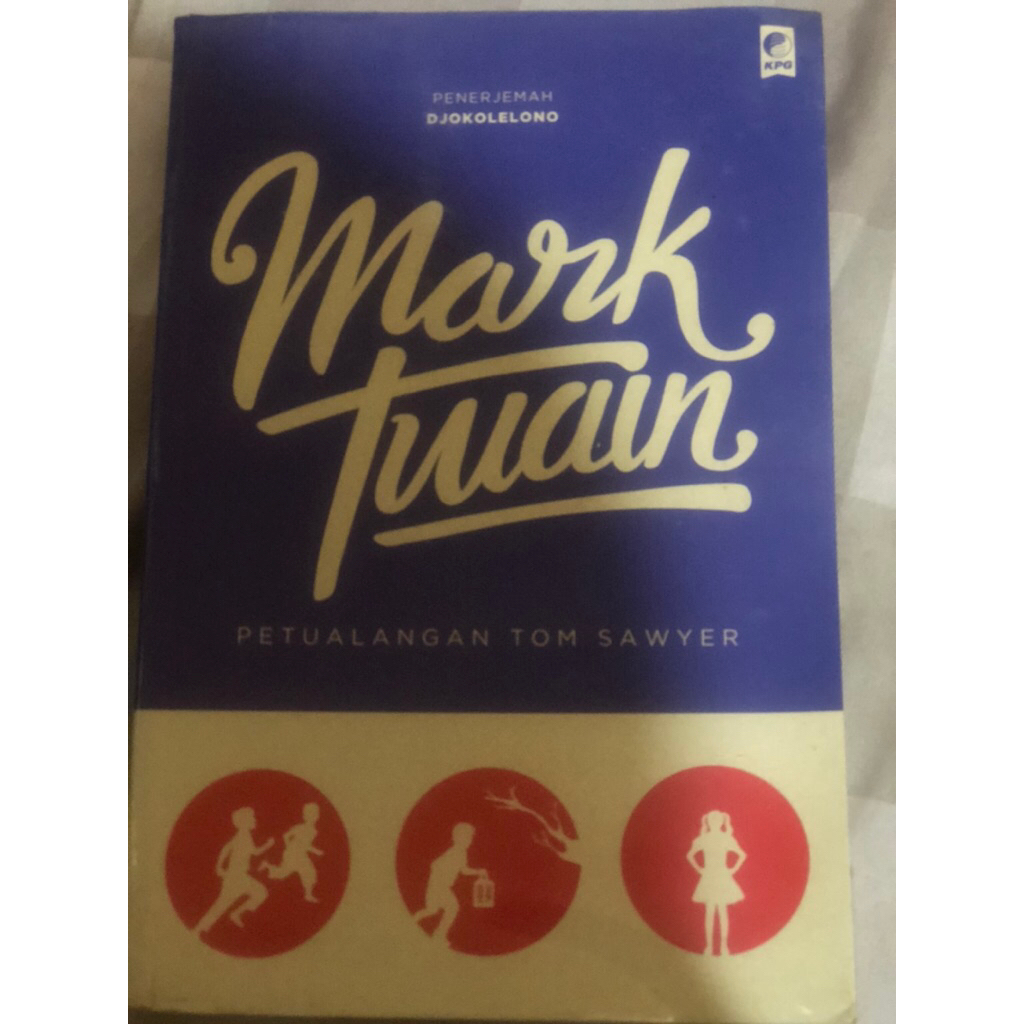 KPG
PENERJEMAH
DJOKOLELONO
Mark
Twain
PETUALANGAN TOM SAWYER